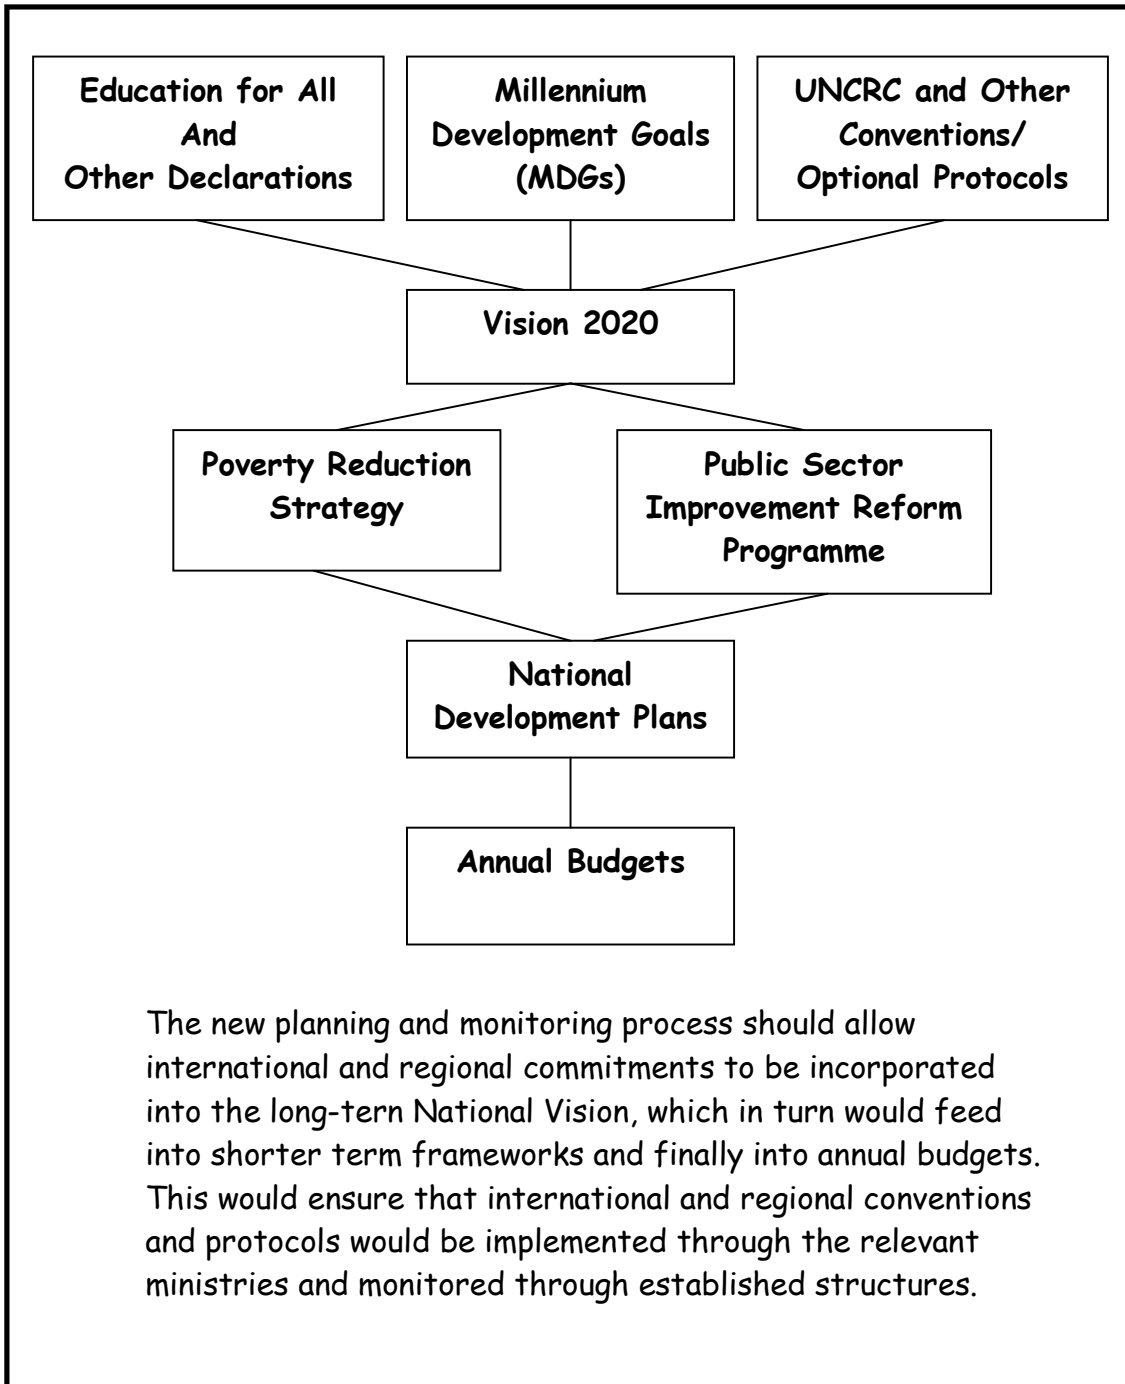 Education for All
And
Other Declarations
Millennium
Development Goals
(MDGs)
UNCRC and Other
Conventions/
Optional Protocols
Vision 2020
Poverty Reduction
Strategy
Public Sector
Improvement Reform
Programme
National
Development Plans
Annual Budgets
The new planning and monitoring process should allow
international and regional commitments to be incorporated
into the long-tern National Vision, which in turn would feed
into shorter term frameworks and finally into annual budgets.
This would ensure that international and regional conventions
and protocols would be implemented through the relevant
ministries and monitored through established structures.